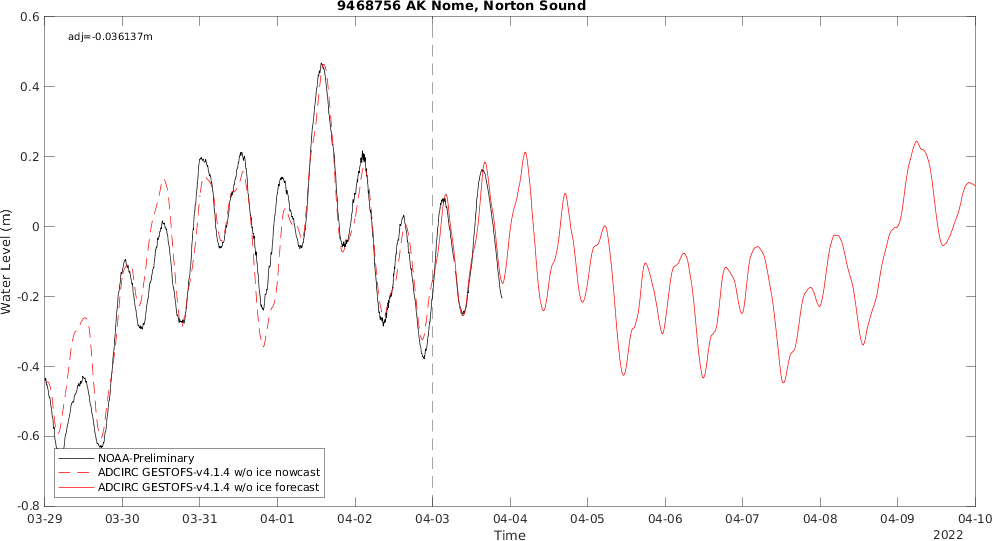 9468756 AK Nome, Norton Sound
adj=-0.036137m
0.6
0.4
0.2
0
-0.2
-0.4
-0.6
-0.8
Water Level (m)
NOAA-Preliminary
ADCIRC GESTOFS-v4.1.4 w/o ice nowcast
ADCIRC GESTOFS-v4.1.4 w/o ice forecast
03-29 03-30 03-31 04-01 04-02 04-03 04-04 04-05 04-06 04-07 04-08 04-09 04-10
Time
2022